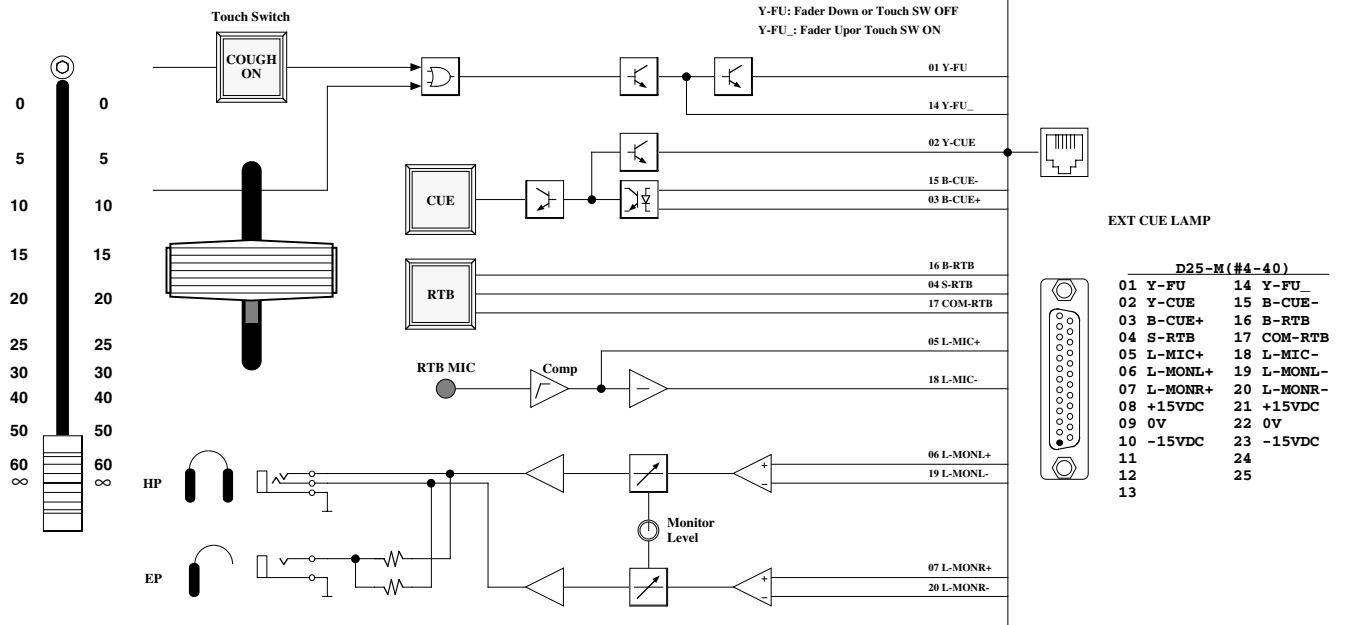 Touch Switch
Y-FU: Fader Down or Touch SW OFF
Y-FU_: Fader Upor Touch SW ON
COUGH
ON
01 Y-FU
14 Y-FU_
02 Y-CUE
15 B-CUE-
03 B-CUE+
CUE
16 B-RTB
04 S-RTB
17 COM-RTB
RTB
05 L-MIC+
RTB MIC
Comp
18 L-MIC-
06 L-MONL+
19 L-MONL-
HP
+
−
Monitor
Level
07 L-MONR+
20 L-MONR-
EP
+
−
0 0
5 5
10 10
15 15
20 20
25 25
30 30
40 40
50 50
60 60
∞ ∞
EXT CUE LAMP
D25-M(#4-40)
01 Y-FU 14 Y-FU_
02 Y-CUE 15 B-CUE-
03 B-CUE+ 16 B-RTB
04 S-RTB 17 COM-RTB
05 L-MIC+ 18 L-MIC-
06 L-MONL+ 19 L-MONL-
07 L-MONR+ 20 L-MONR-
08 +15VDC 21 +15VDC
09 0V 22 0V
10 -15VDC 23 -15VDC
11 24
12 25
13